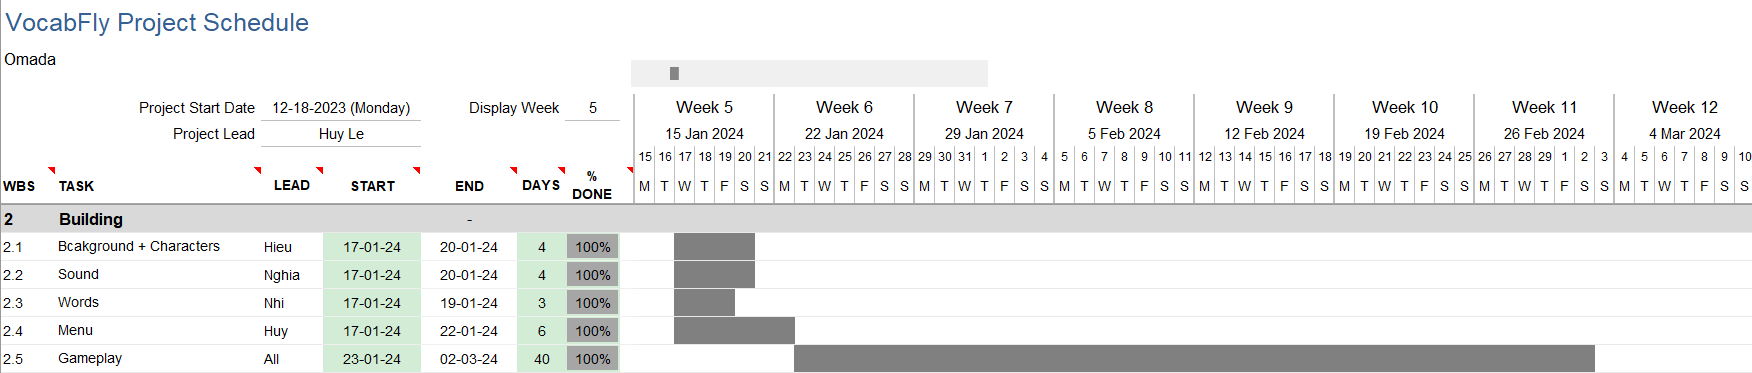 VocabFly Project Schedule
Omada
Project Start Date 12-18-2023 (Monday) Display Week 5 Week 5 Week 6 Week 7 Week 8 Week 9 Week 10 Week 11 Week 12
Project Lead Huy Le 15 Jan 2024 22 Jan 2024 29 Jan 2024 5 Feb 2024 12 Feb 2024 19 Feb 2024 26 Feb 2024 4 Mar 2024
15 16 17 18 19 20 21 22 23 24 25 26 27 28 29 30 31 1 2 3 4 5 6 7 8 9 10 11 12 13 14 15 16 17 18 19 20 21 22 23 24 25 26 27 28 29 1 2 3 4 5 6 7 8 9 10
WBS TASK LEAD START END DAYS % DONE M T W T F S S M T W T F S S M T W T F S S M T W T F S S M T W T F S S M T W T F S S M T W T F S S M T W T F S S
2 Building -
2.1 Bcakground + Characters Hieu 17-01-24 20-01-24 4 100%
2.2 Sound Nghia 17-01-24 20-01-24 4 100%
2.3 Words Nhi 17-01-24 19-01-24 3 100%
2.4 Menu Huy 17-01-24 22-01-24 6 100%
2.5 Gameplay All 23-01-24 02-03-24 40 100%